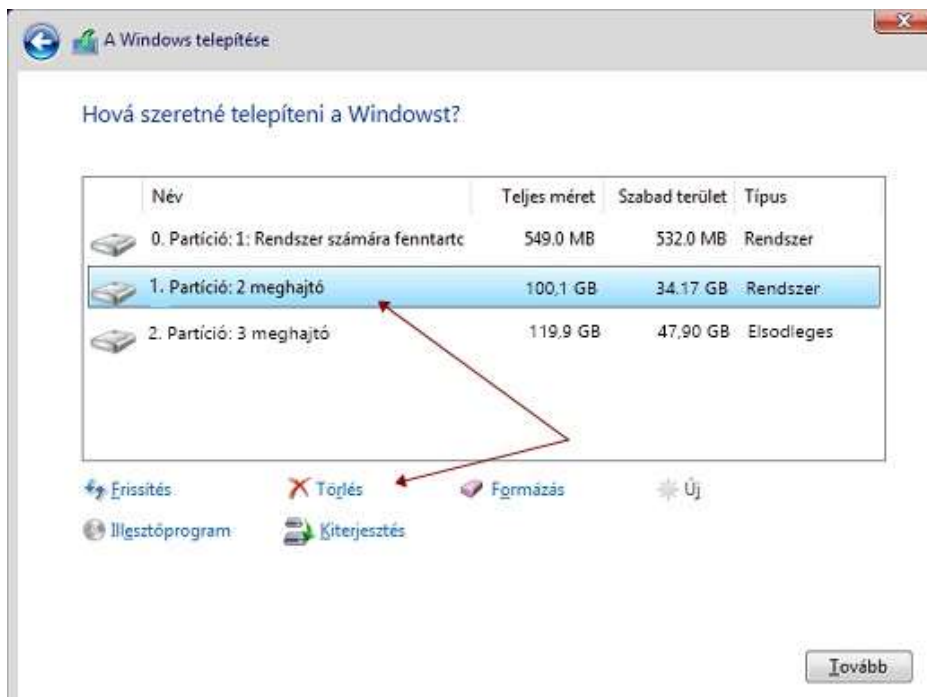 A Windows telepítése
Hová szeretné telepíteni a Windowst?
Név Teljes méret Szabad terület Típus
0. Partíció: 1: Rendszer számára fenntartc 549.0 MB 532.0 MB Rendszer
1. Partíció: 2 meghajtó 100,1 GB 34.17 GB Rendszer
2. Partíció: 3 meghajtó 119,9 GB 47,90 GB Elsodleges
Frissítés Törlés Formázás Új
Illesztőprogram Kiterjesztés
Tovább